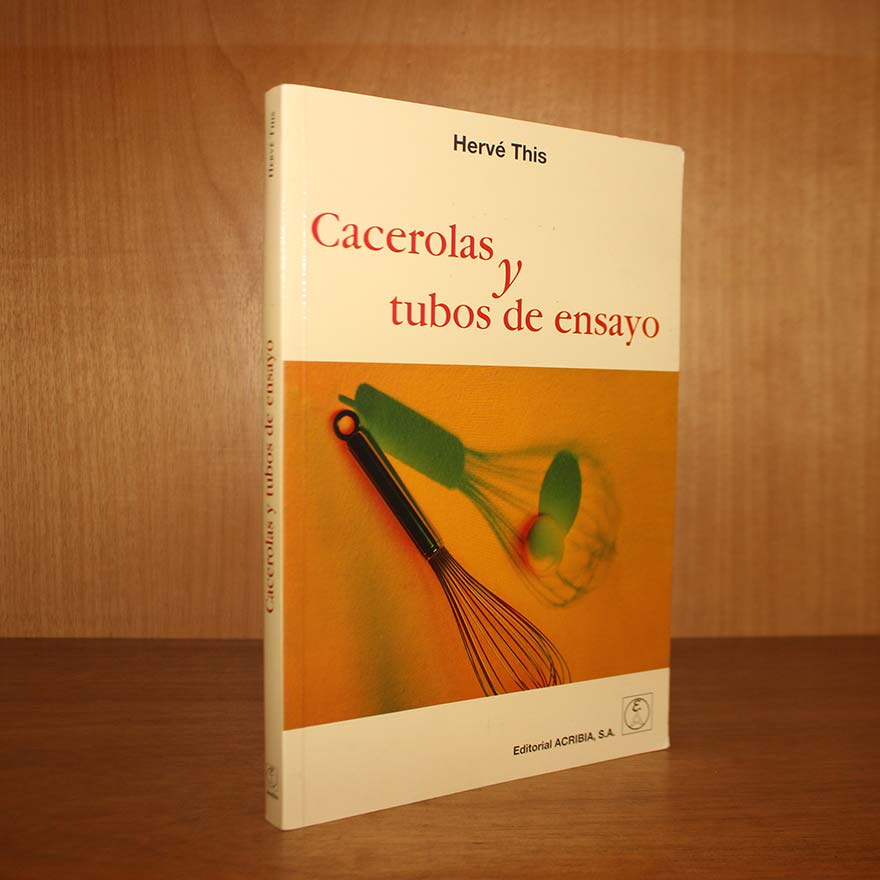 Hervé This
Cacerolas
y
tubos de ensayo
Editorial ACRIBIA, S.A.
HERVÉ THIS
Cacerolas y tubos de ensayo